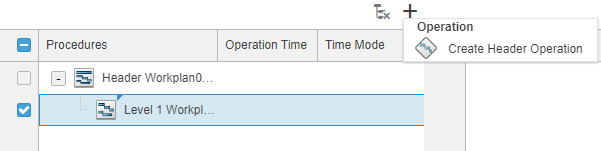 Operation
Create Header Operation
Procedures Operation Time Time Mode
Header Workplan0...
Level 1 Workpl...